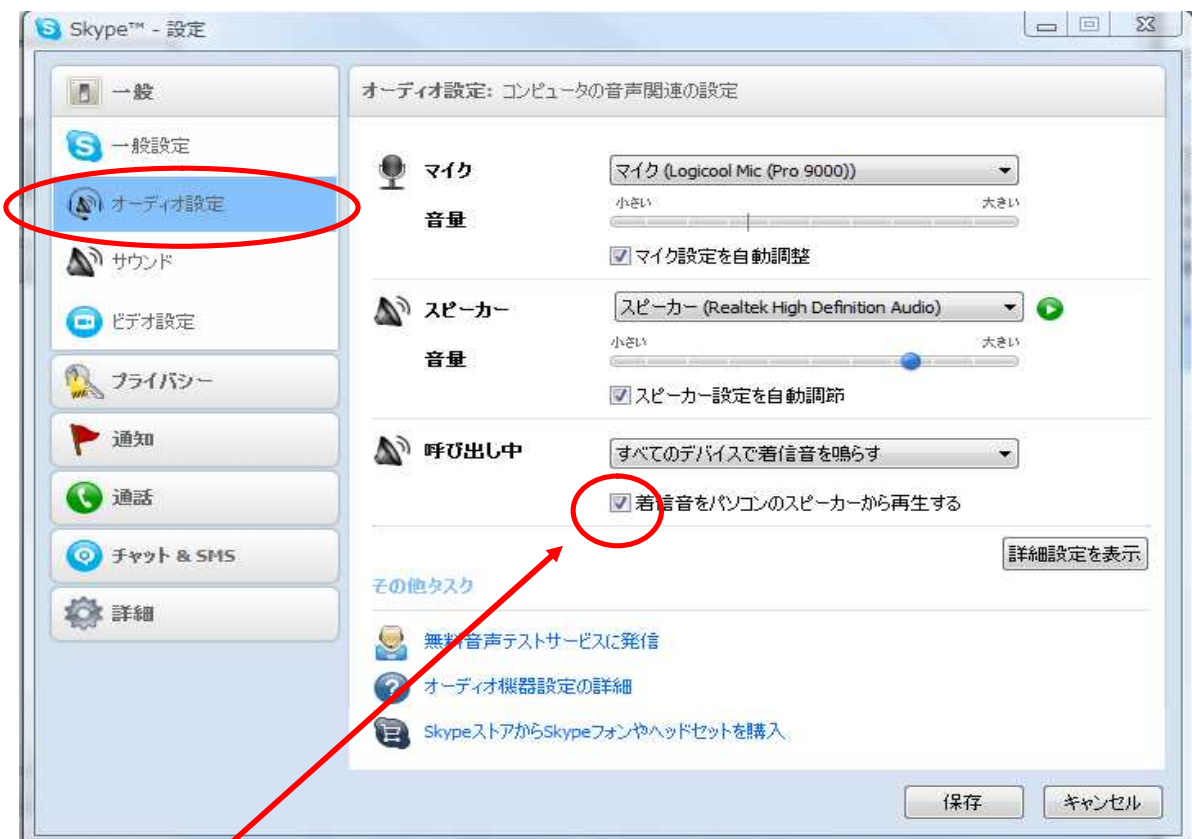 Skype™ - 設定
一般
一般設定
オーディオ設定
サウンド
ビデオ設定
プライバシー
通知
通話
チャット & SMS
詳細
オーディオ設定: コンピュータの音声関連の設定
マイク
マイク (Logicool Mic (Pro 9000))
小さい 大きい
音量
マイク設定を自動調整
スピーカー
スピーカー (Realtek High Definition Audio)
小さい 大きい
音量
スピーカー設定を自動調節
呼び出し中
すべてのデバイスで着信音を鳴らす
着信音をパソコンのスピーカーから再生する
詳細設定を表示
その他タスク
無料音声テストサービスに発信
オーディオ機器設定の詳細
SkypeストアからSkypeフォンやヘッドセットを購入
保存
キャンセル